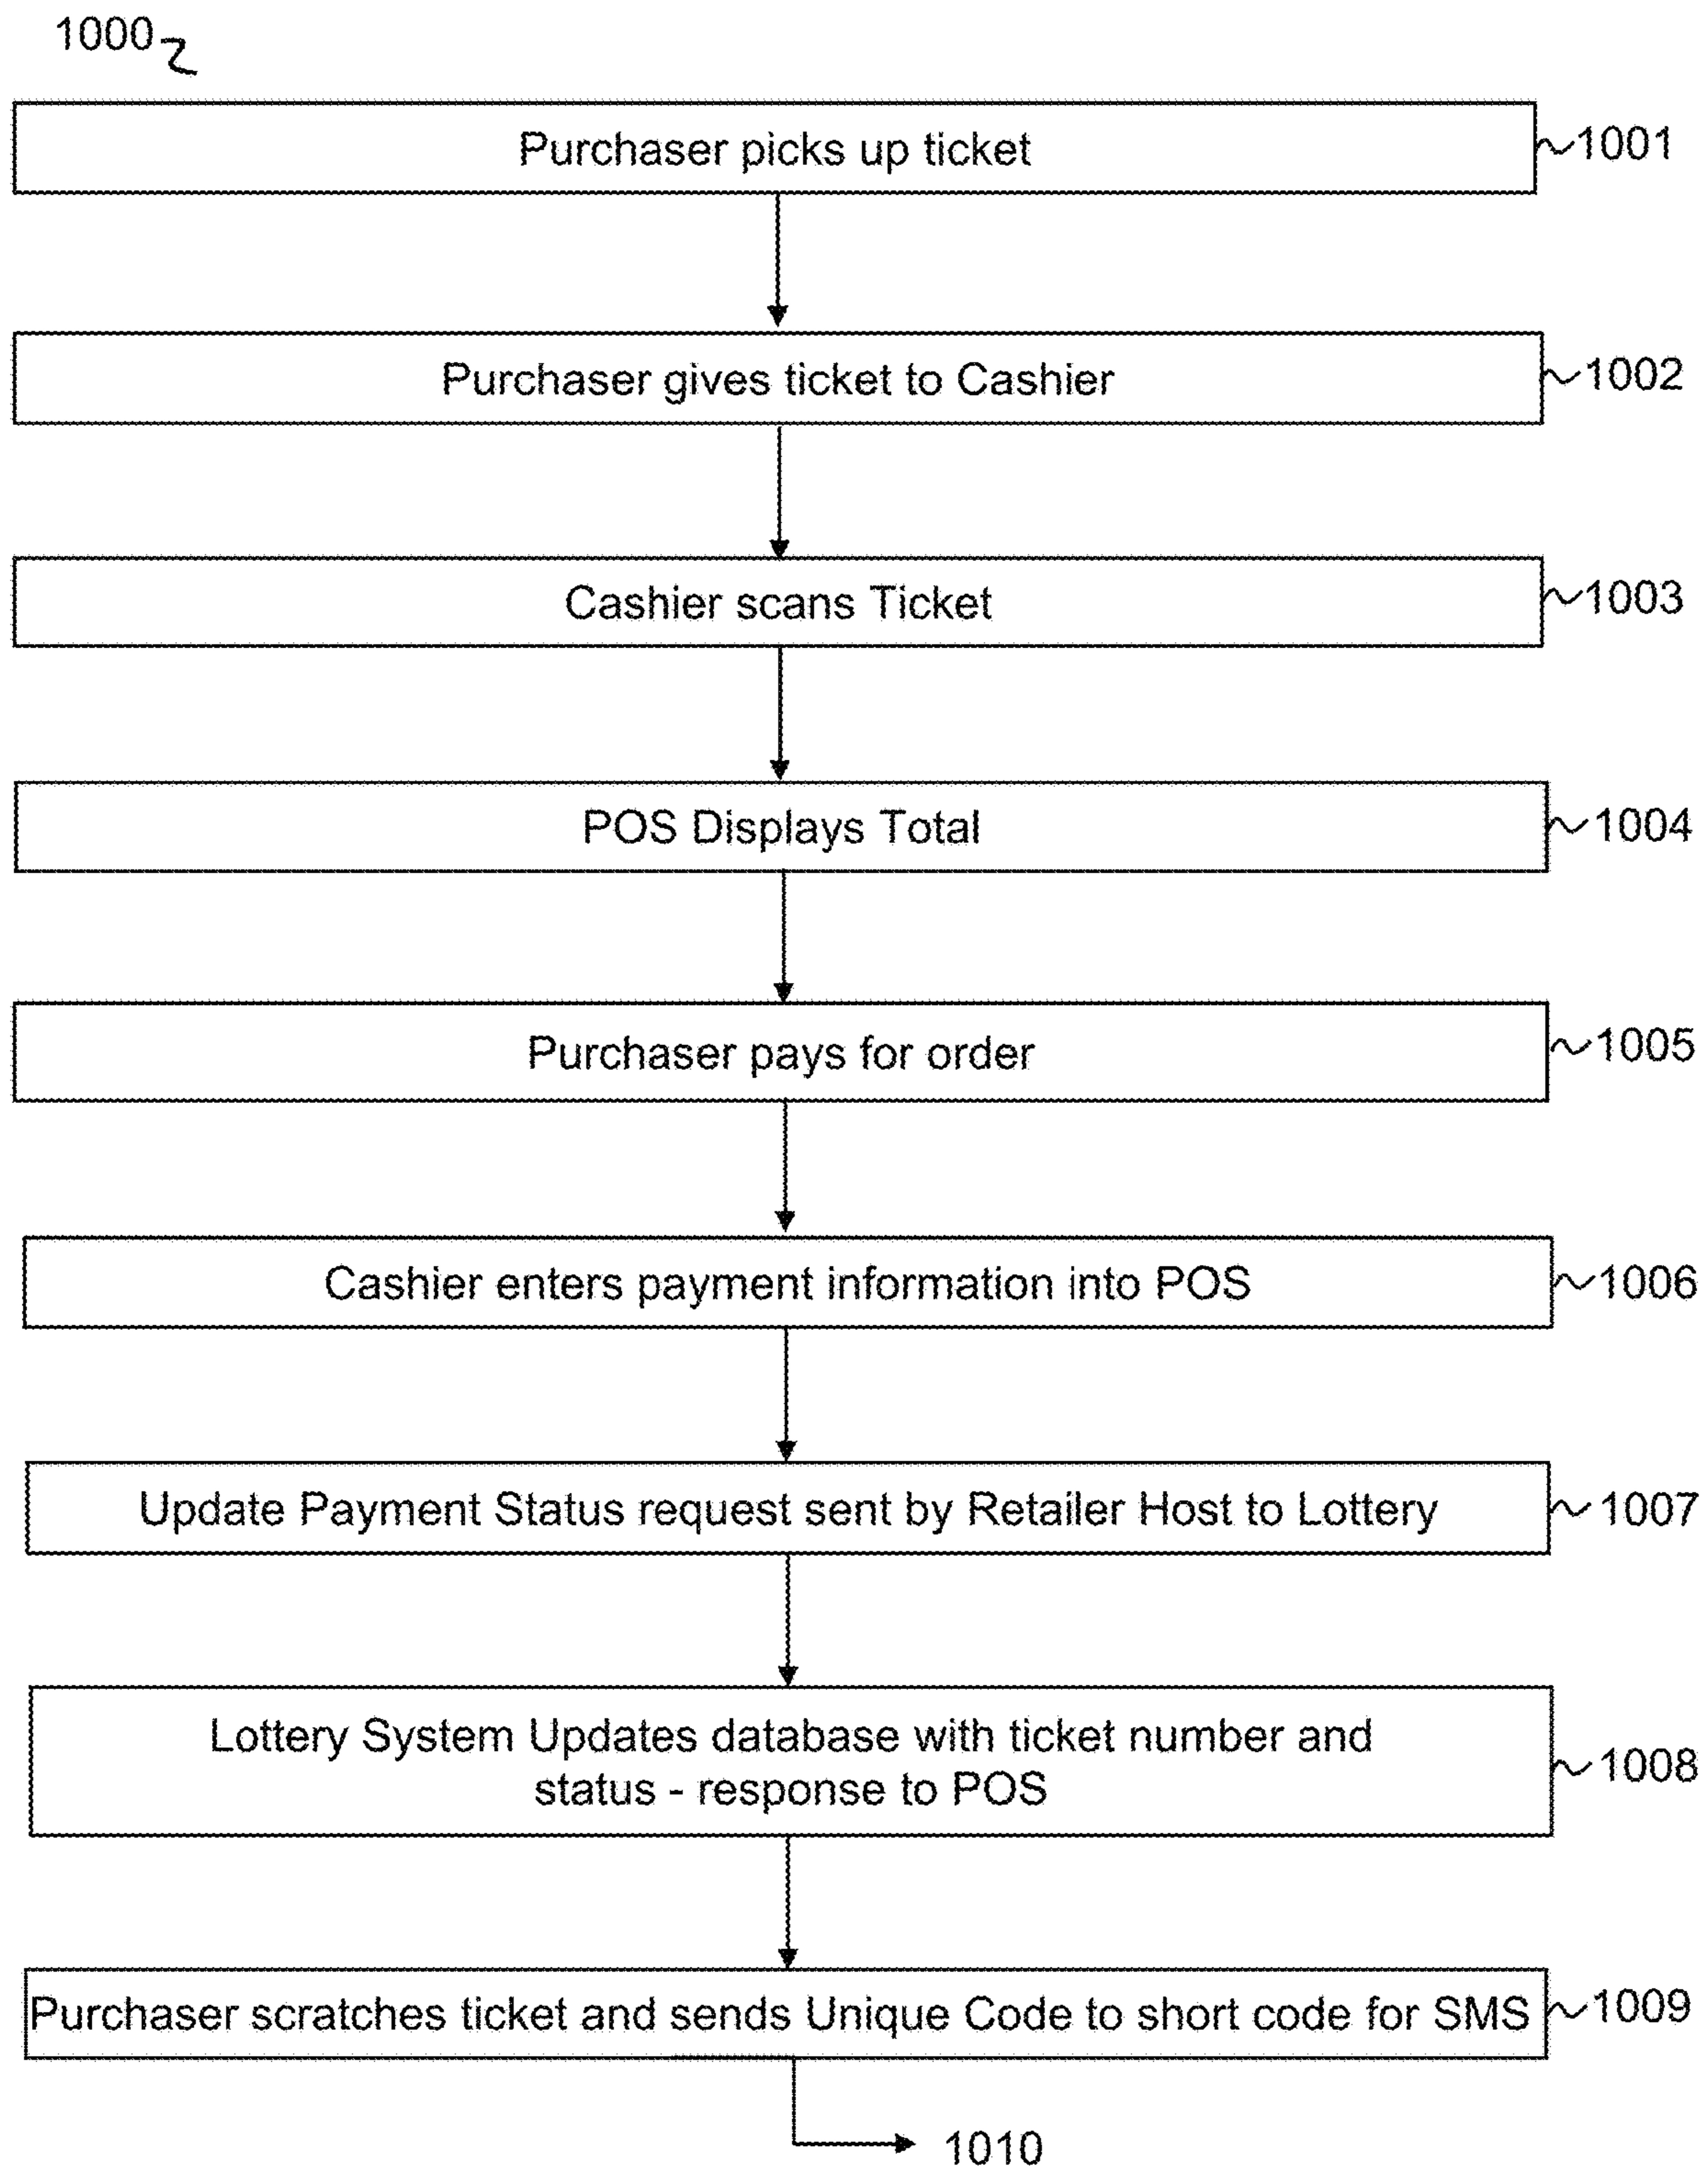 1000
Purchaser picks up ticket
1001
Purchaser gives ticket to Cashier
1002
Cashier scans Ticket
1003
POS Displays Total
1004
Purchaser pays for order
1005
Cashier enters payment information into POS
1006
Update Payment Status request sent by Retailer Host to Lottery
1007
Lottery System Updates database with ticket number and
status - response to POS
1008
Purchaser scratches ticket and sends Unique Code to short code for SMS
1009
1010